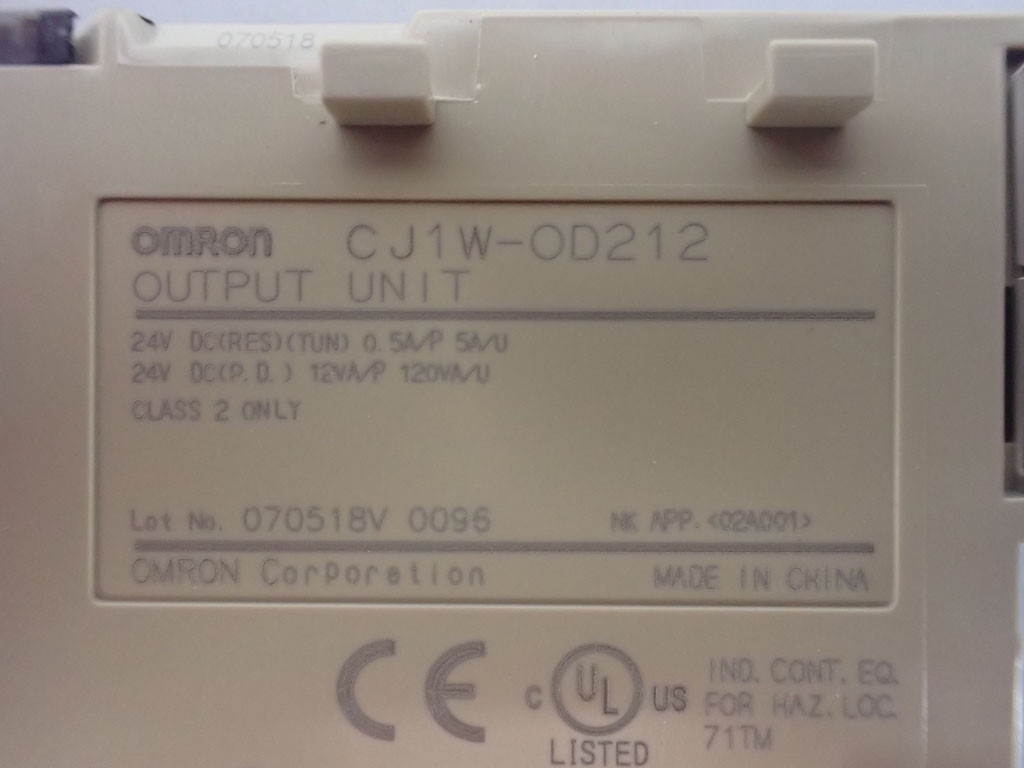 070518
OMRON CJ1W-OD212
OUTPUT UNIT
24V DC(RES)(TUN) 0.5A/P 5A/U
24V DC(P.D.) 12VA/P 120VA/U
CLASS 2 ONLY
Lot No. 070518V 0096 NK APP.<02A001>
OMRON Corporation MADE IN CHINA
CE C UL US LISTED
IND. CONT. EQ.
FOR HAZ. LOC.
71TM